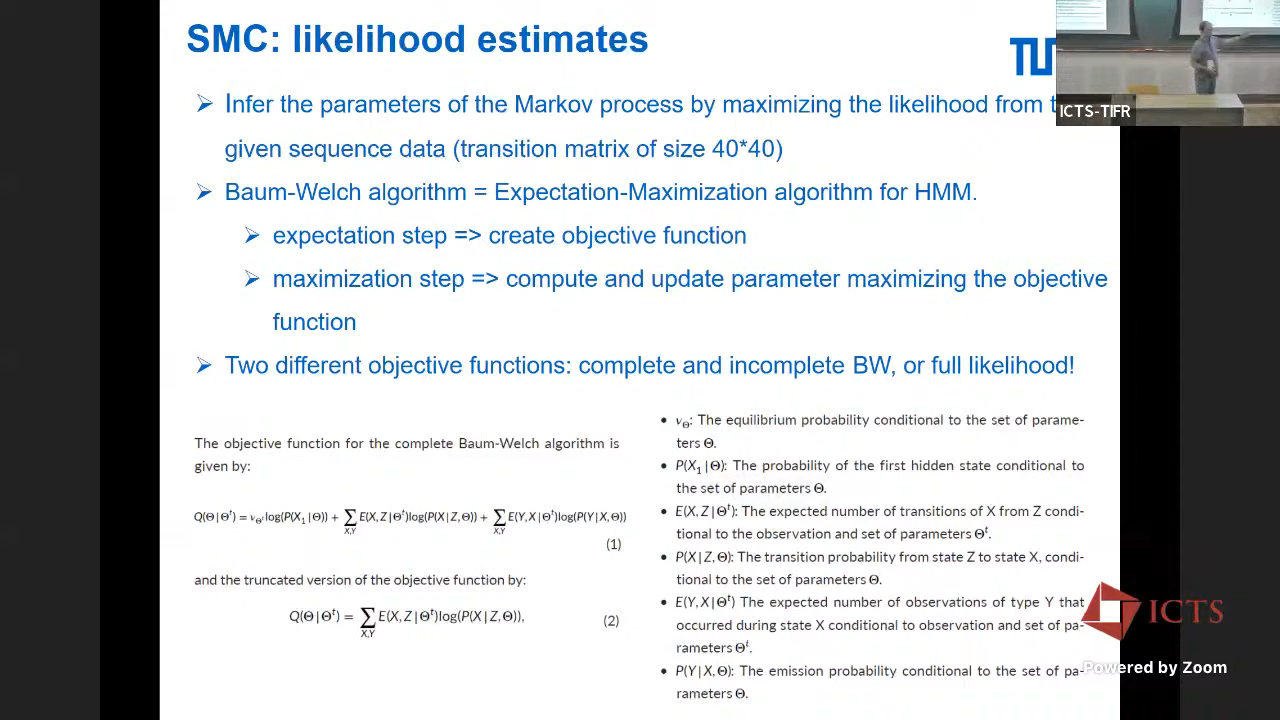 SMC: likelihood estimates
ICTS-TIFR
➢ Infer the parameters of the Markov process by maximizing the likelihood from
given sequence data (transition matrix of size 40*40)
➢ Baum-Welch algorithm = Expectation-Maximization algorithm for HMM.
➢ expectation step => create objective function
➢ maximization step => compute and update parameter maximizing the objective
function
➢ Two different objective functions: complete and incomplete BW, or full likelihood!
The objective function for the complete Baum-Welch algorithm is
given by:
Q(Θ|Θᵗ) = ν_Θᵗ log(P(X₁|Θ)) + ∑_{X,Y} E(X,Z|Θᵗ)log(P(X|Z,Θ)) + ∑_{X,Y} E(Y,X|Θᵗ)log(P(Y|X,Θ))
(1)
and the truncated version of the objective function by:
Q(Θ|Θᵗ) = ∑_{X,Y} E(X,Z|Θᵗ)log(P(X|Z,Θ)), (2)
• ν_Θ: The equilibrium probability conditional to the set of parame-
ters Θ.
• P(X₁|Θ): The probability of the first hidden state conditional to
the set of parameters Θ.
• E(X,Z|Θᵗ): The expected number of transitions of X from Z condi-
tional to the observation and set of parameters Θᵗ.
• P(X|Z,Θ): The transition probability from state Z to state X, condi-
tional to the set of parameters Θ.
• E(Y,X|Θᵗ) The expected number of observations of type Y that
occurred during state X conditional to observation and set of pa-
rameters Θᵗ.
• P(Y|X,Θ): The emission probability conditional to the set of pa-
rameters Θ.
ICTS
Powered by Zoom